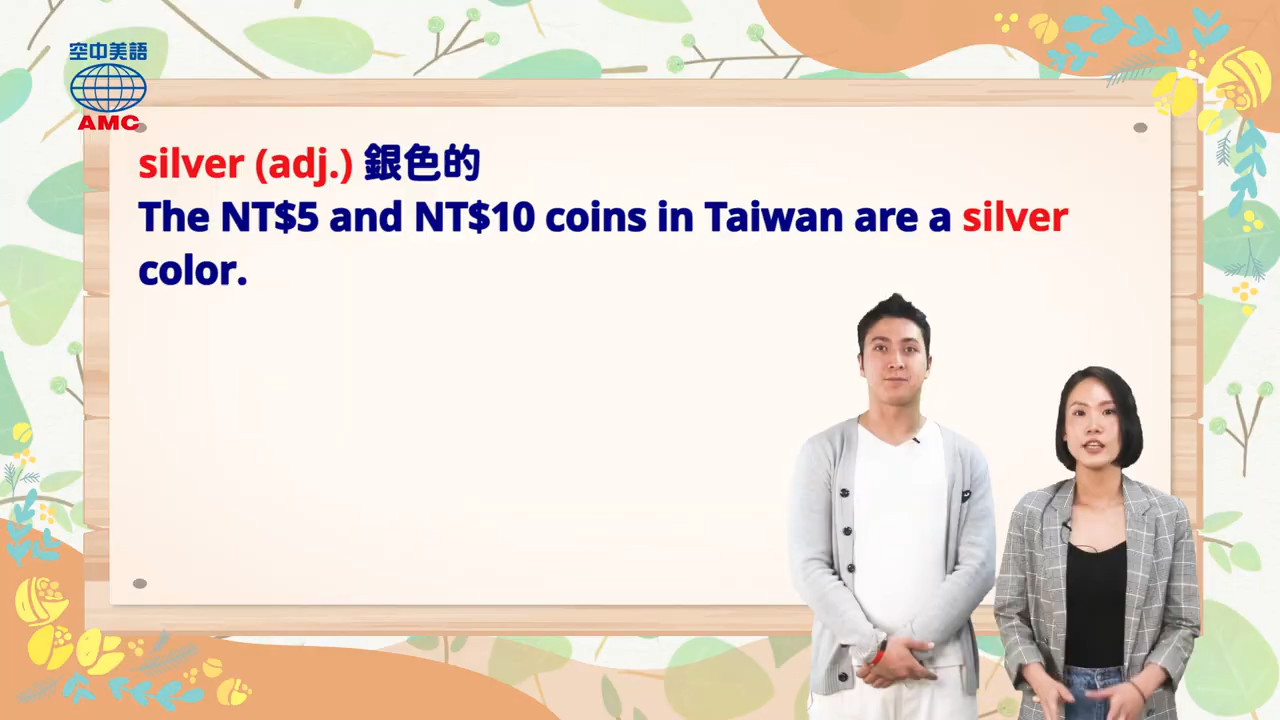 空中美語
AMC
silver (adj.) 銀色的
The NT$5 and NT$10 coins in Taiwan are a silver
color.